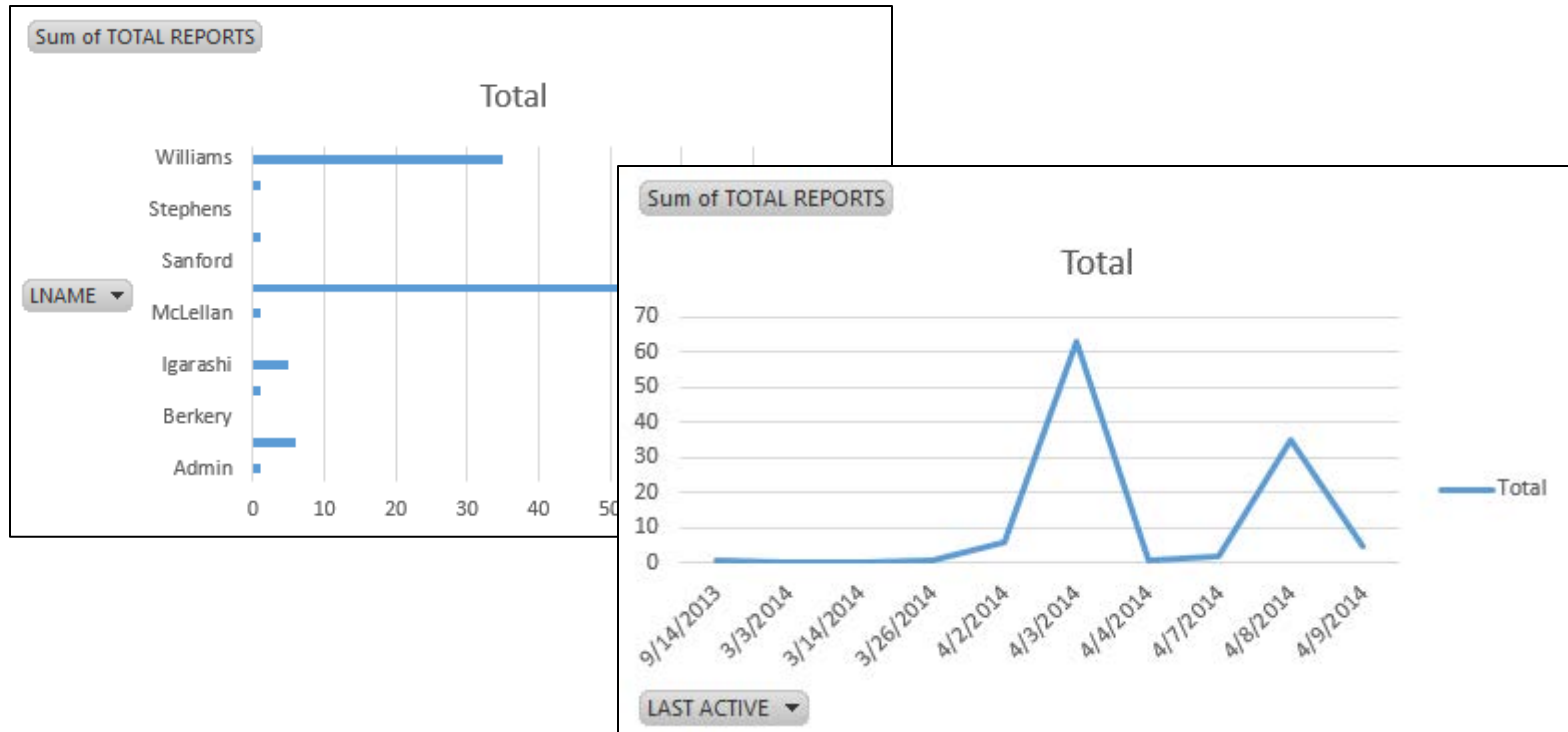 Sum of TOTAL REPORTS
Total
Williams
Stephens
Sanford
LNAME
McLellan
Igarashi
Berkery
Admin
0 10 20 30 40
Sum of TOTAL REPORTS
Total
70
60
50
40
30
20
10
0
Total
9/14/2013 3/3/2014 3/14/2014 3/26/2014 4/2/2014 4/3/2014 4/4/2014 4/7/2014 4/8/2014 4/9/2014
LAST ACTIVE